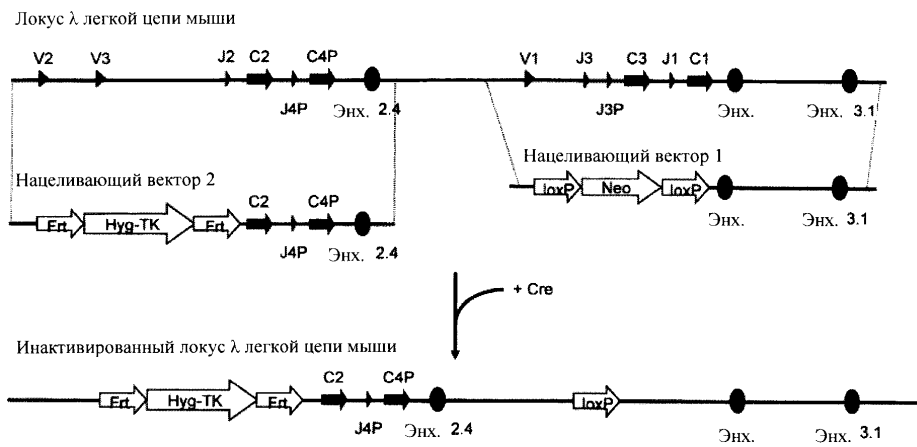 Локус λ легкой цепи мыши
V2 V3 J2 C2 C4P V1 J3 C3 J1 C1
J4P Энх. 2.4 J3P Энх. Энх. 3.1
Нацеливающий вектор 2 Нацеливающий вектор 1
C2 C4P loxP Neo loxP
Frt Hyg-TK Frt Энх. 3.1
J4P Энх. 2.4
+ Cre
Инактивированный локус λ легкой цепи мыши
C2 C4P
Frt Hyg-TK Frt loxP
J4P Энх. 2.4 Энх. Энх. 3.1